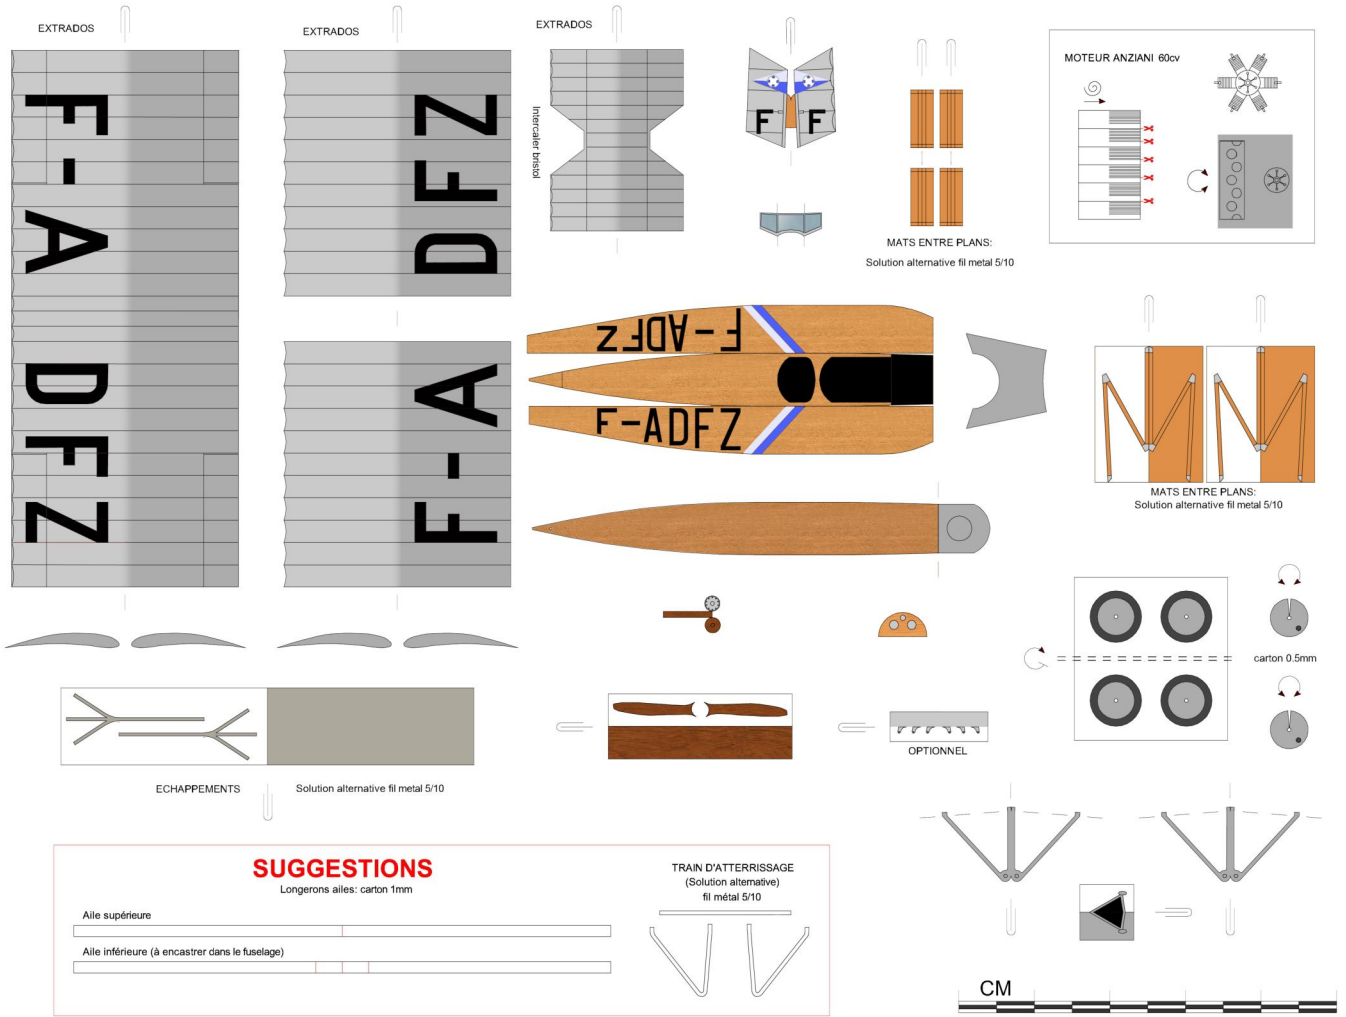 EXTRADOS
EXTRADOS
EXTRADOS
F-A DFZ
DFZ
F-A
Intercaler bristol
F F
MATS ENTRE PLANS:
Solution alternative fil metal 5/10
MOTEUR ANZIANI 60cv
F-ADFZ
F-ADFZ
MATS ENTRE PLANS:
Solution alternative fil metal 5/10
carton 0.5mm
OPTIONNEL
ECHAPPEMENTS
Solution alternative fil metal 5/10
SUGGESTIONS
Longerons ailes: carton 1mm
Aile supérieure
Aile inférieure (à encastrer dans le fuselage)
TRAIN D'ATTERRISSAGE
(Solution alternative)
fil métal 5/10
CM